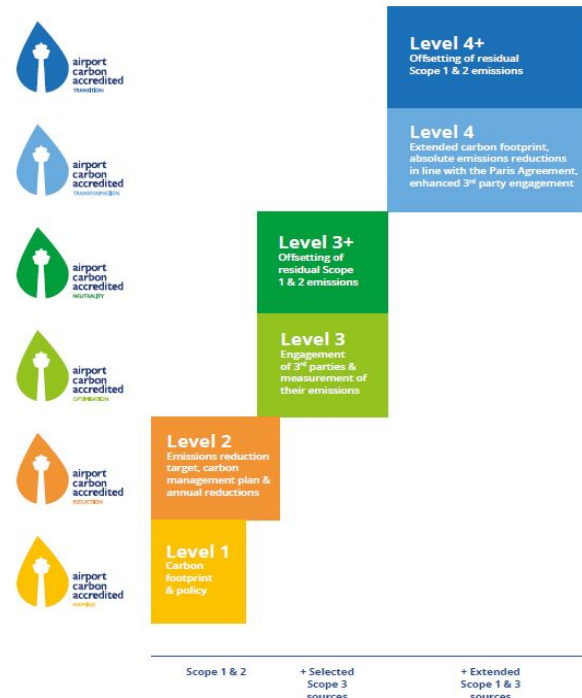 airport
carbon
accredited
TRANSITION
Level 4+
Offsetting of residual
Scope 1 & 2 emissions
airport
carbon
accredited
TRANSFORMATION
Level 4
Extended carbon footprint,
absolute emissions reductions
in line with the Paris Agreement,
enhanced 3rd party engagement
airport
carbon
accredited
NEUTRALITY
Level 3+
Offsetting of
residual Scope
1 & 2 emissions
airport
carbon
accredited
OPTIMISATION
Level 3
Engagement
of 3rd parties &
measurement of
their emissions
airport
carbon
accredited
REDUCTION
Level 2
Emissions reduction
target, carbon
management plan &
annual reductions
airport
carbon
accredited
MAPPING
Level 1
Carbon
footprint
& policy
Scope 1 & 2
+ Selected
Scope 3
sources
+ Extended
Scope 1 & 3
sources